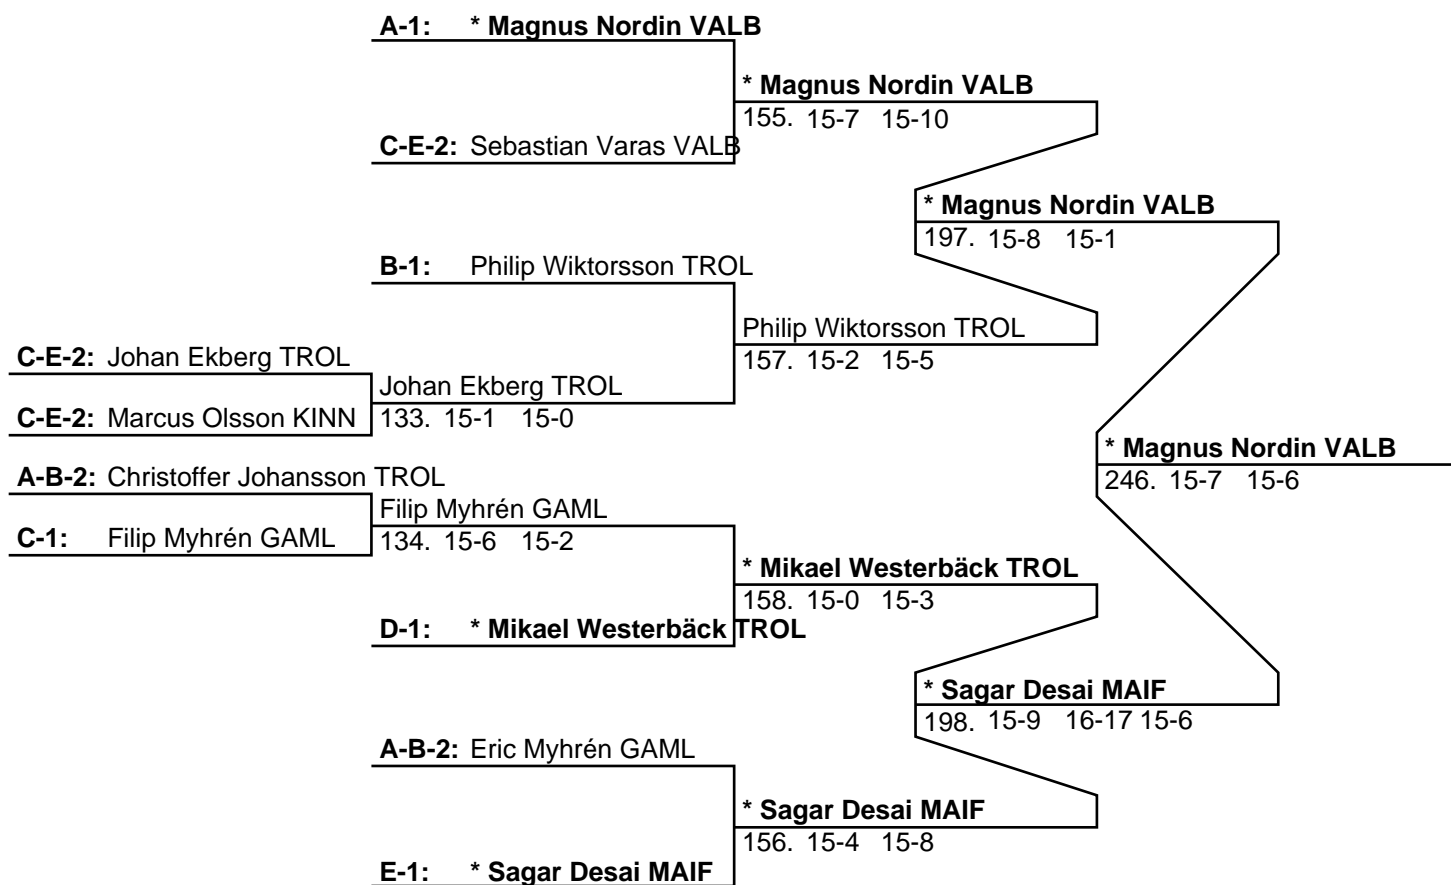 A-1: * Magnus Nordin VALB
* Magnus Nordin VALB
155. 15-7 15-10
C-E-2: Sebastian Varas VALB
* Magnus Nordin VALB
197. 15-8 15-1
B-1: Philip Wiktorsson TROL
Philip Wiktorsson TROL
157. 15-2 15-5
C-E-2: Johan Ekberg TROL
Johan Ekberg TROL
133. 15-1 15-0
C-E-2: Marcus Olsson KINN
* Magnus Nordin VALB
246. 15-7 15-6
A-B-2: Christoffer Johansson TROL
Filip Myhrén GAML
134. 15-6 15-2
C-1: Filip Myhrén GAML
* Mikael Westerbäck TROL
158. 15-0 15-3
D-1: * Mikael Westerbäck TROL
* Sagar Desai MAIF
198. 15-9 16-17 15-6
A-B-2: Eric Myhrén GAML
* Sagar Desai MAIF
156. 15-4 15-8
E-1: * Sagar Desai MAIF